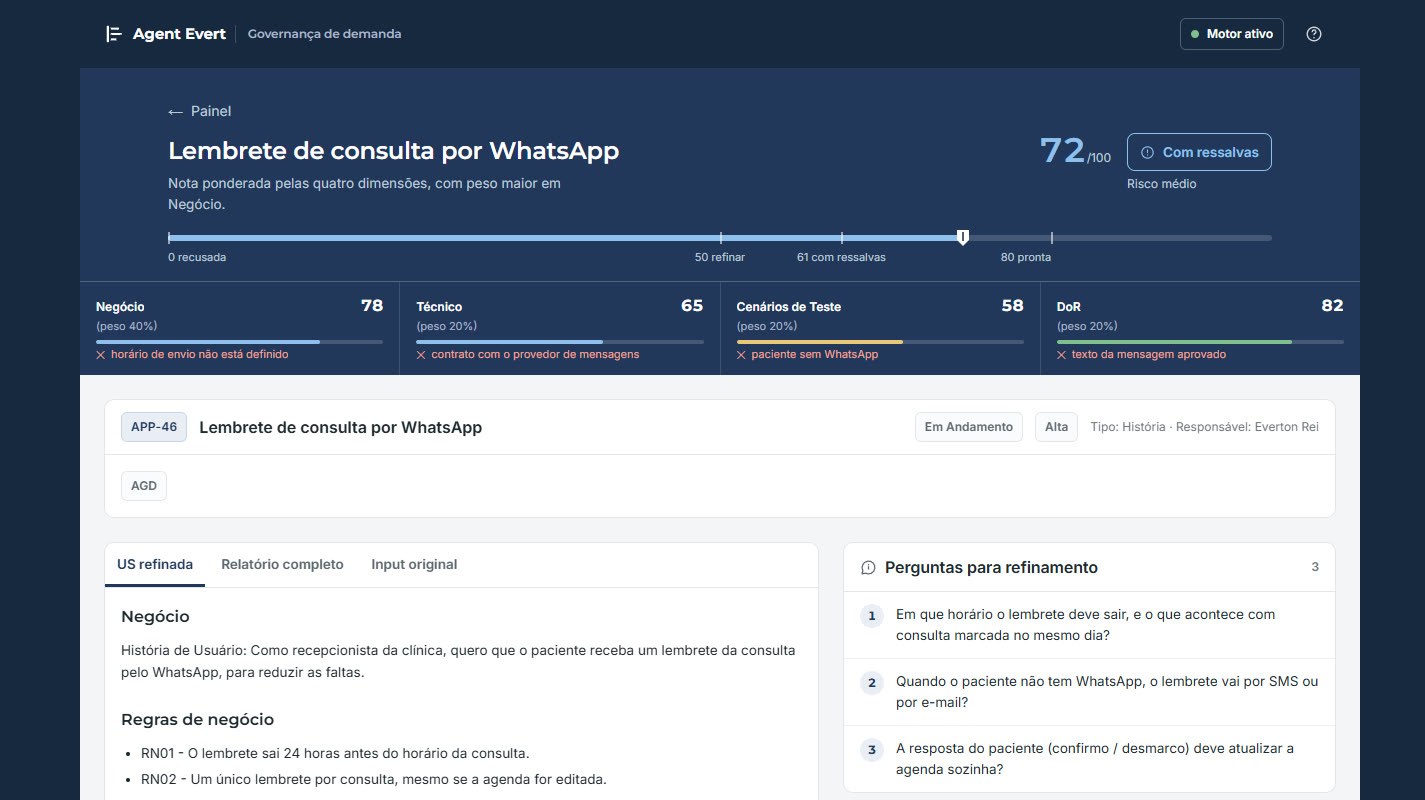 Agent Evert
Governança de demanda
Motor ativo
← Painel
Lembrete de consulta por WhatsApp
72/100
Com ressalvas
Nota ponderada pelas quatro dimensões, com peso maior em
Negócio.
Risco médio
0 recusada
50 refinar
61 com ressalvas
80 pronta
Negócio
78
(peso 40%)
horário de envio não está definido
Técnico
65
(peso 20%)
contrato com o provedor de mensagens
Cenários de Teste
58
(peso 20%)
paciente sem WhatsApp
DoR
82
(peso 20%)
texto da mensagem aprovado
APP-46
Lembrete de consulta por WhatsApp
Em Andamento
Alta
Tipo: História · Responsável: Everton Rei
AGD
US refinada
Relatório completo
Input original
Negócio
História de Usuário: Como recepcionista da clínica, quero que o paciente receba um lembrete da consulta
pelo WhatsApp, para reduzir as faltas.
Regras de negócio
• RN01 - O lembrete sai 24 horas antes do horário da consulta.
• RN02 - Um único lembrete por consulta, mesmo se a agenda for editada.
Perguntas para refinamento
3
1
Em que horário o lembrete deve sair, e o que acontece com
consulta marcada no mesmo dia?
2
Quando o paciente não tem WhatsApp, o lembrete vai por SMS ou
por e-mail?
3
A resposta do paciente (confirmo / desmarco) deve atualizar a
agenda sozinha?